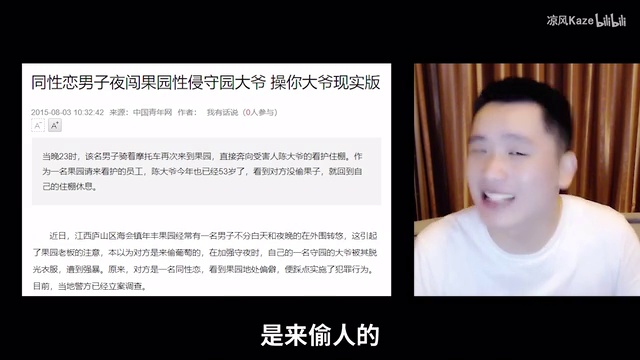 凉风Kaze bilibili
同性恋男子夜闯果园性侵守园大爷 操你大爷现实版
2015-08-03 10:32:42 来源：中国青年网 作者： 我有话说（0人参与）
A- A+
当晚23时，该名男子骑着摩托车再次来到果园，直接奔向受害人陈大爷的看护住棚。作
为一名果园请来看护的员工，陈大爷今年也已经53岁了，看到对方没偷果子，就回到自
己的住棚休息。
近日，江西庐山区海会镇年丰果园经常有一名男子不分白天和夜晚的在外围转悠，这引起
了果园老板的注意，本以为对方是来偷葡萄的，在加强守夜时，自己的一名守园的大爷被其脱
光衣服，遭到强暴。原来，对方是一名同性恋，看到果园地处偏僻，便踩点实施了犯罪行为。
目前，当地警方已经立案调查。
是来偷人的